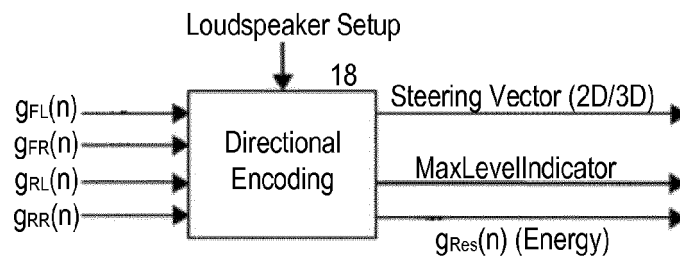 Loudspeaker Setup
18
gFL(n)
gFR(n)
gRL(n)
gRR(n)
Directional
Encoding
Steering Vector (2D/3D)
MaxLevelIndicator
gRes(n) (Energy)